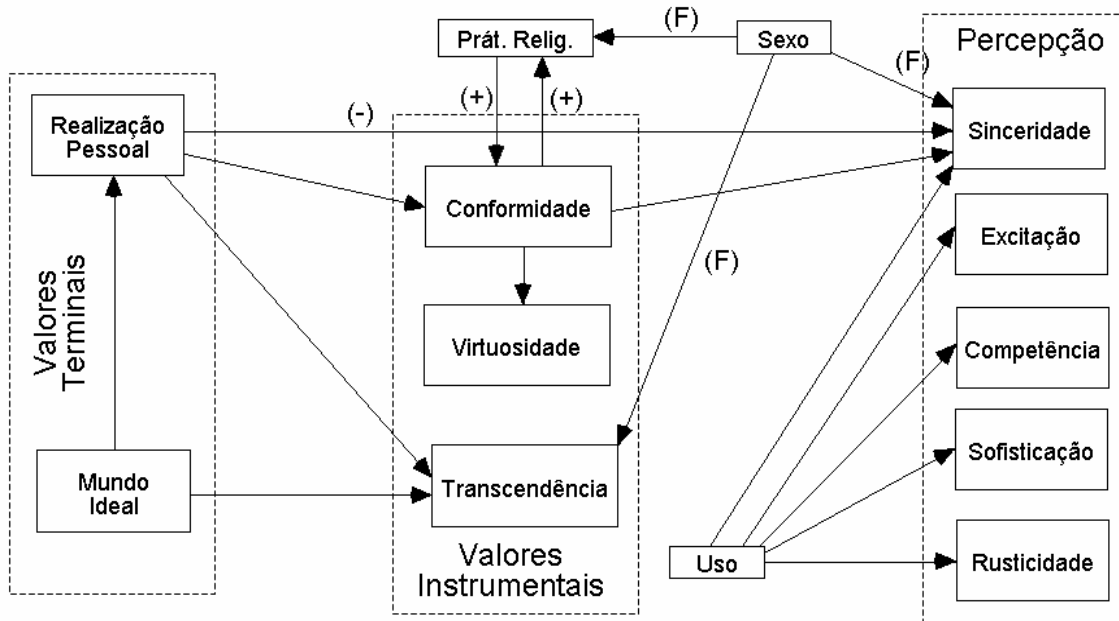 Prát. Relig.
(F)
Sexo
Percepção
(F)
Realização
Pessoal
(-)
(+)
(+)
Sinceridade
Conformidade
Excitação
(F)
Valores
Terminais
Virtuosidade
Competência
Mundo
Ideal
Transcendência
Sofisticação
Valores
Instrumentais
Uso
Rusticidade